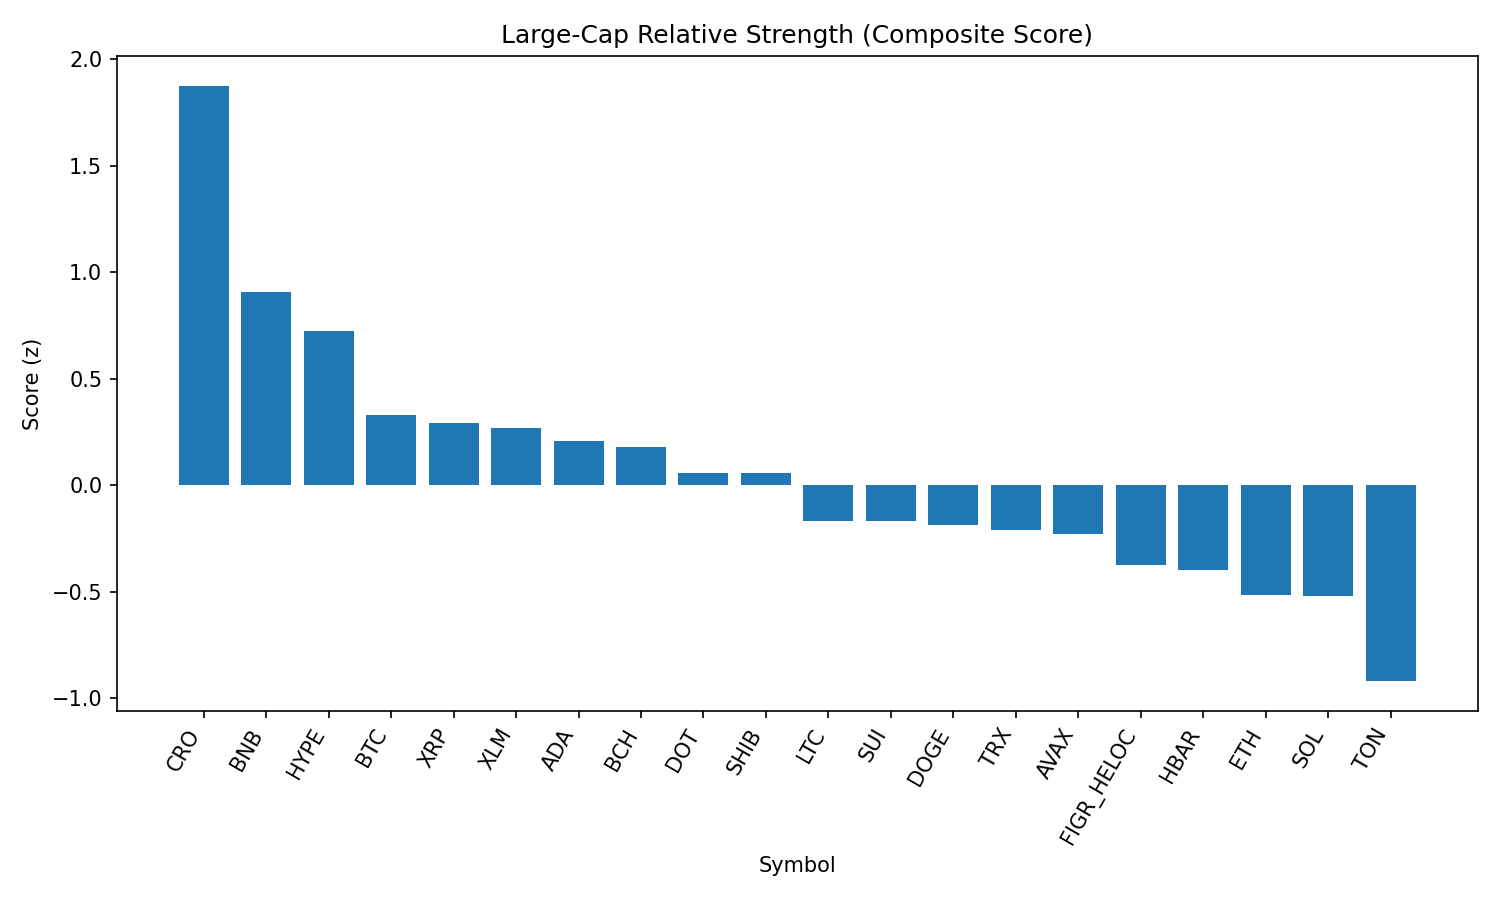 Large-Cap Relative Strength (Composite Score)
2.0
1.5
1.0
0.5
0.0
−0.5
−1.0
Score (z)
CRO
BNB
HYPE
BTC
XRP
XLM
ADA
BCH
DOT
SHIB
LTC
SUI
DOGE
TRX
AVAX
FIGR_HELOC
HBAR
ETH
SOL
TON
Symbol